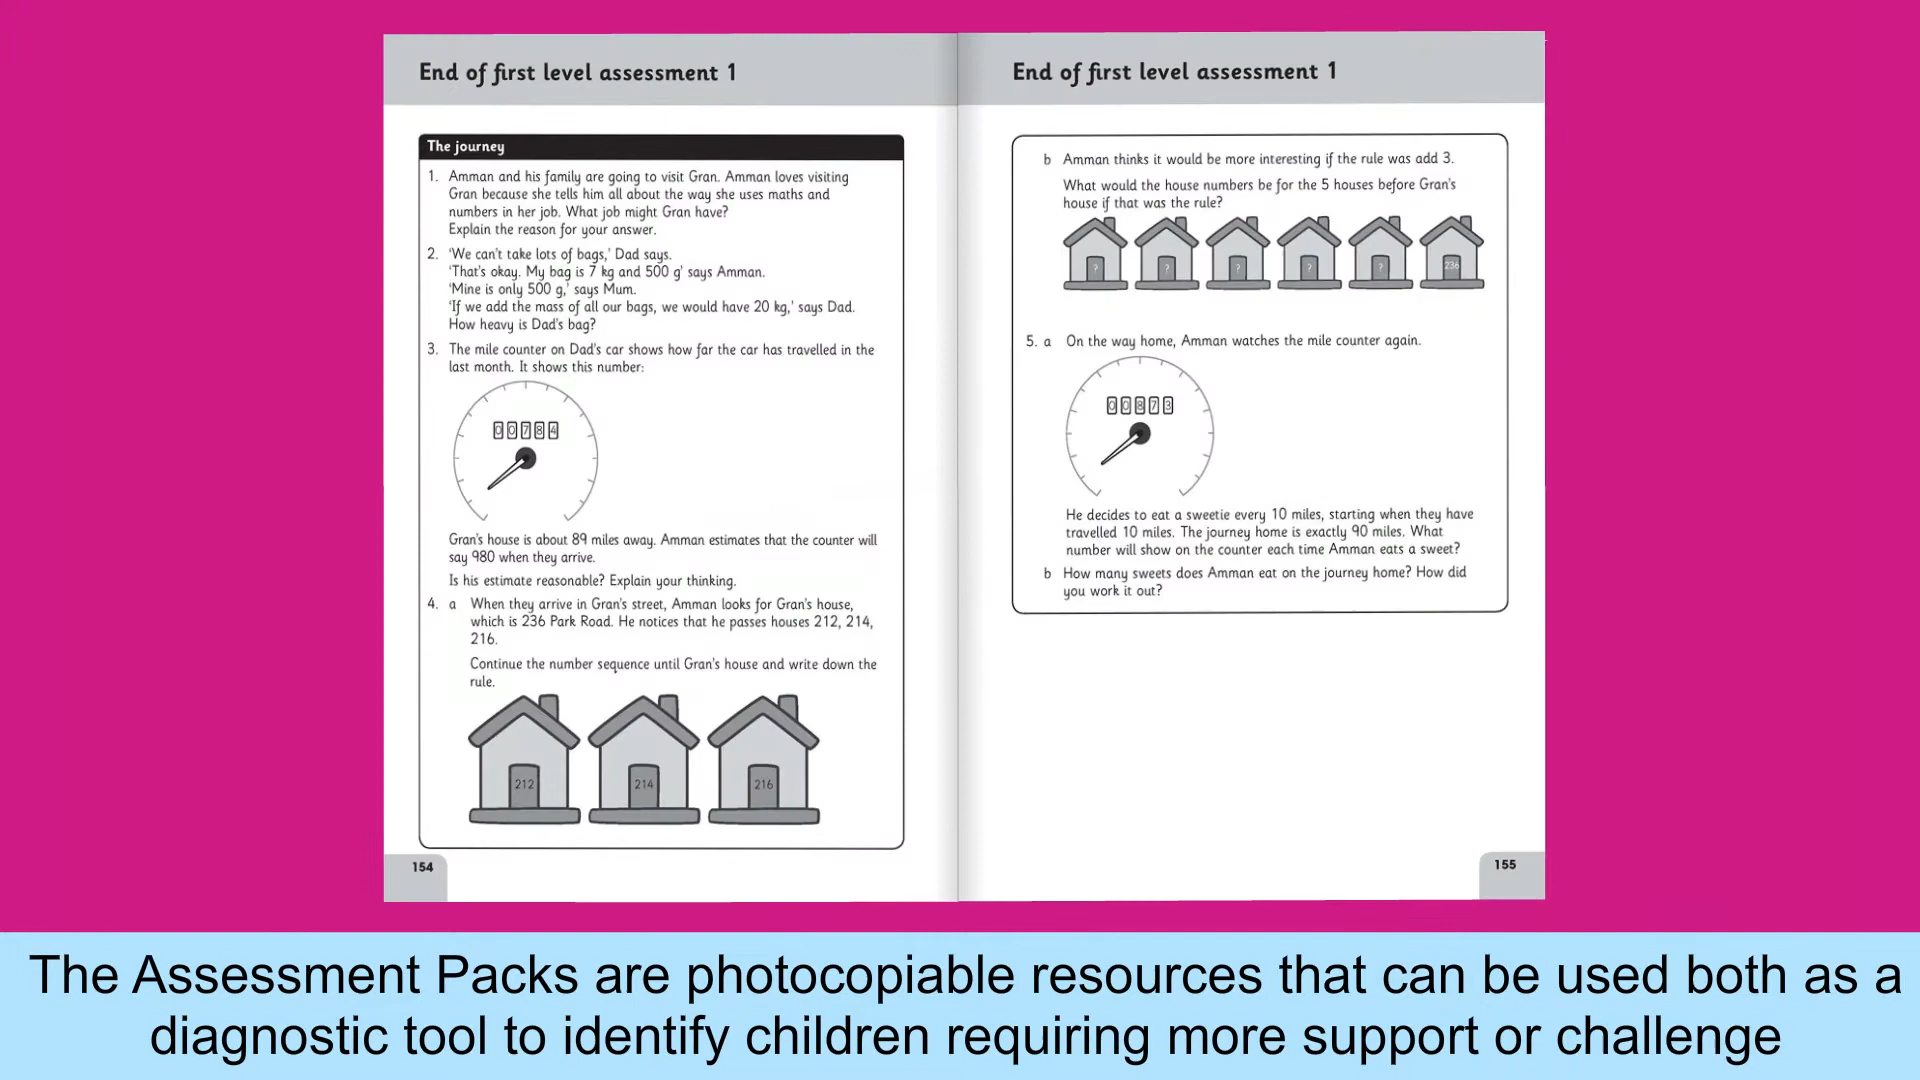 End of first level assessment 1
The journey
1. Amman and his family are going to visit Gran. Amman loves visiting
Gran because she tells him all about the way she uses maths and
numbers in her job. What job might Gran have?
Explain the reason for your answer.
2. 'We can't take lots of bags,' Dad says.
'That's okay. My bag is 7 kg and 500 g' says Amman.
'Mine is only 500 g,' says Mum.
'If we add the mass of all our bags, we would have 20 kg,' says Dad.
How heavy is Dad's bag?
3. The mile counter on Dad's car shows how far the car has travelled in the
last month. It shows this number:
0 0 7 8 4
Gran's house is about 89 miles away. Amman estimates that the counter will
say 980 when they arrive.
Is his estimate reasonable? Explain your thinking.
4. a When they arrive in Gran's street, Amman looks for Gran's house,
which is 236 Park Road. He notices that he passes houses 212, 214,
216.
Continue the number sequence until Gran's house and write down the
rule.
212 214 216
154
End of first level assessment 1
b Amman thinks it would be more interesting if the rule was add 3.
What would the house numbers be for the 5 houses before Gran's
house if that was the rule?
? ? ? ? ? 236
5. a On the way home, Amman watches the mile counter again.
0 0 8 7 3
He decides to eat a sweetie every 10 miles, starting when they have
travelled 10 miles. The journey home is exactly 90 miles. What
number will show on the counter each time Amman eats a sweet?
b How many sweets does Amman eat on the journey home? How did
you work it out?
155
The Assessment Packs are photocopiable resources that can be used both as a
diagnostic tool to identify children requiring more support or challenge